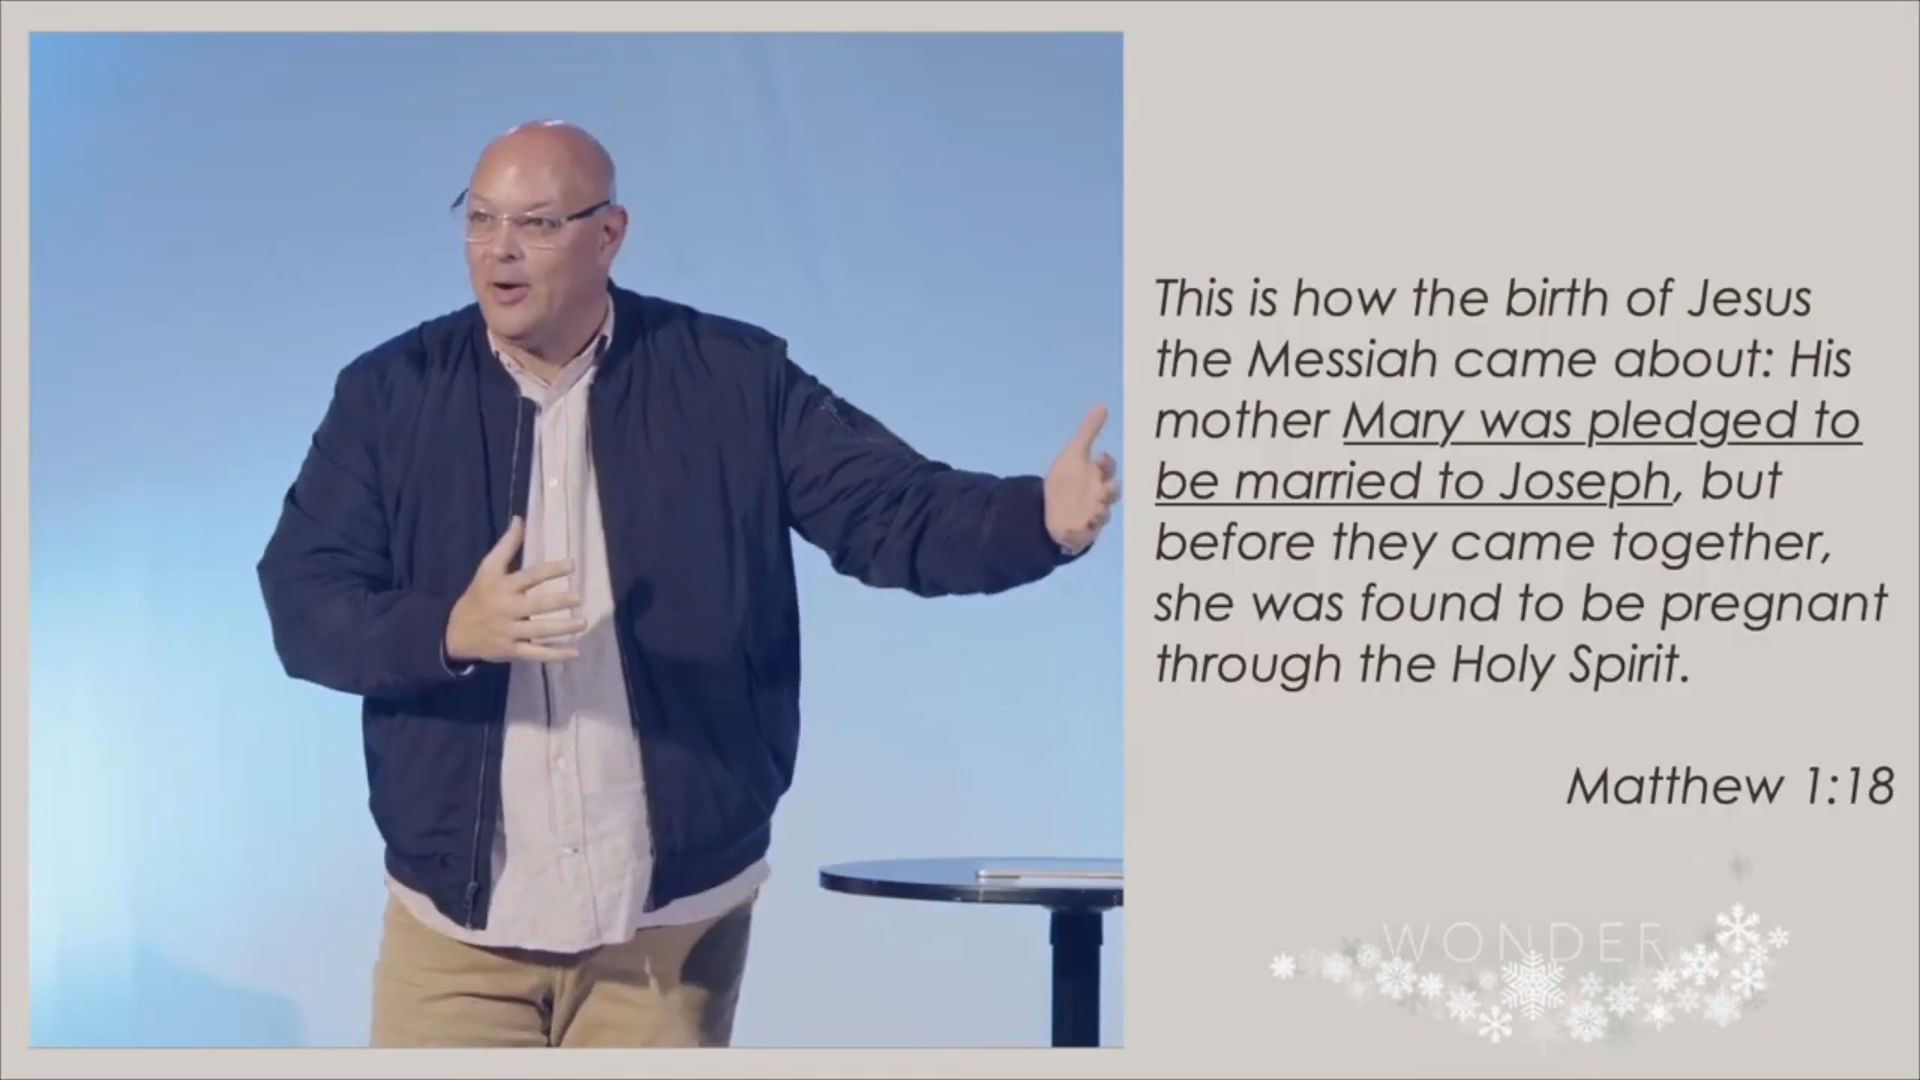 This is how the birth of Jesus
the Messiah came about: His
mother Mary was pledged to
be married to Joseph, but
before they came together,
she was found to be pregnant
through the Holy Spirit.
Matthew 1:18
WONDER